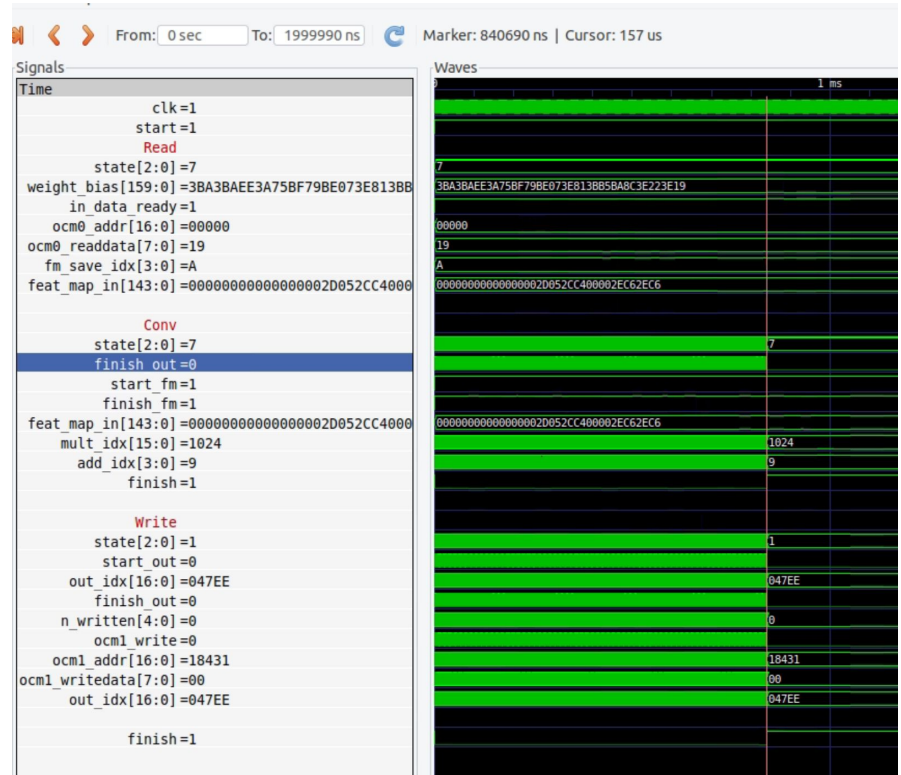 From: 0 sec To: 1999990 ns Marker: 840690 ns | Cursor: 157 us
Signals
Waves
Time
0 1 ms
clk=1
start=1
Read
state[2:0]=7
7
weight_bias[159:0]=3BA3BAEE3A75BF79BE073E813BB
3BA3BAEE3A75BF79BE073E813BB5BA8C3E223E19
in_data_ready=1
ocm0_addr[16:0]=00000
00000
ocm0_readdata[7:0]=19
19
fm_save_idx[3:0]=A
A
feat_map_in[143:0]=00000000000000002D052CC4000
00000000000000002D052CC400002EC62EC6
Conv
state[2:0]=7
7
finish_out=0
start_fm=1
finish_fm=1
feat_map_in[143:0]=00000000000000002D052CC4000
00000000000000002D052CC400002EC62EC6
mult_idx[15:0]=1024
1024
add_idx[3:0]=9
9
finish=1
Write
state[2:0]=1
1
start_out=0
out_idx[16:0]=047EE
047EE
finish_out=0
n_written[4:0]=0
0
ocm1_write=0
ocm1_addr[16:0]=18431
18431
ocm1_writedata[7:0]=00
00
out_idx[16:0]=047EE
047EE
finish=1